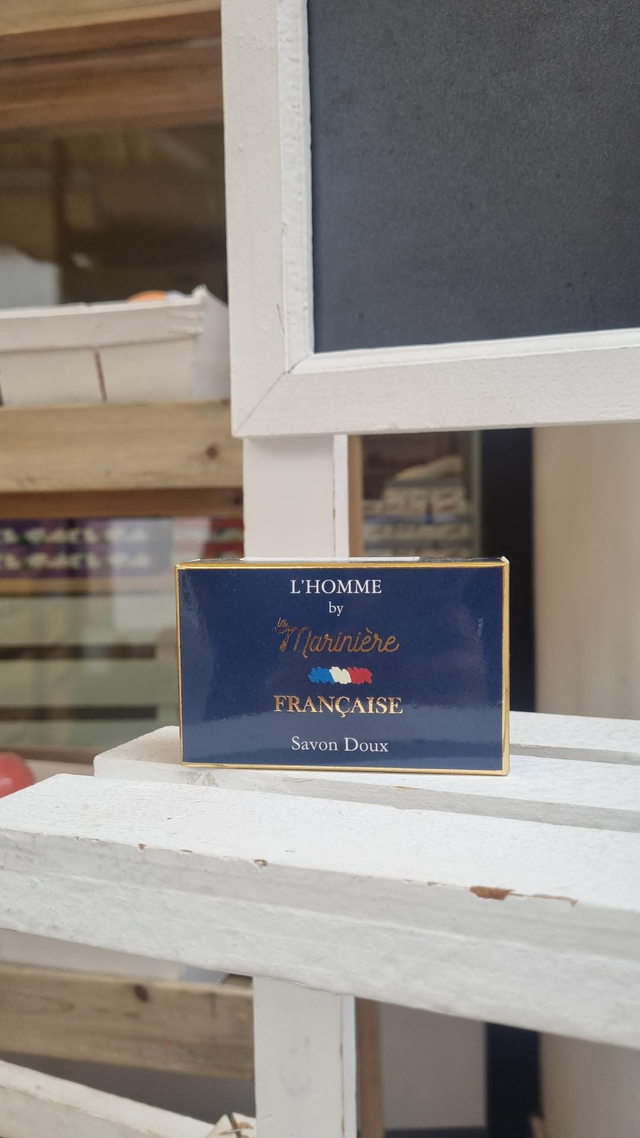 L'HOMME
by
la Marinière
FRANÇAISE
Savon Doux